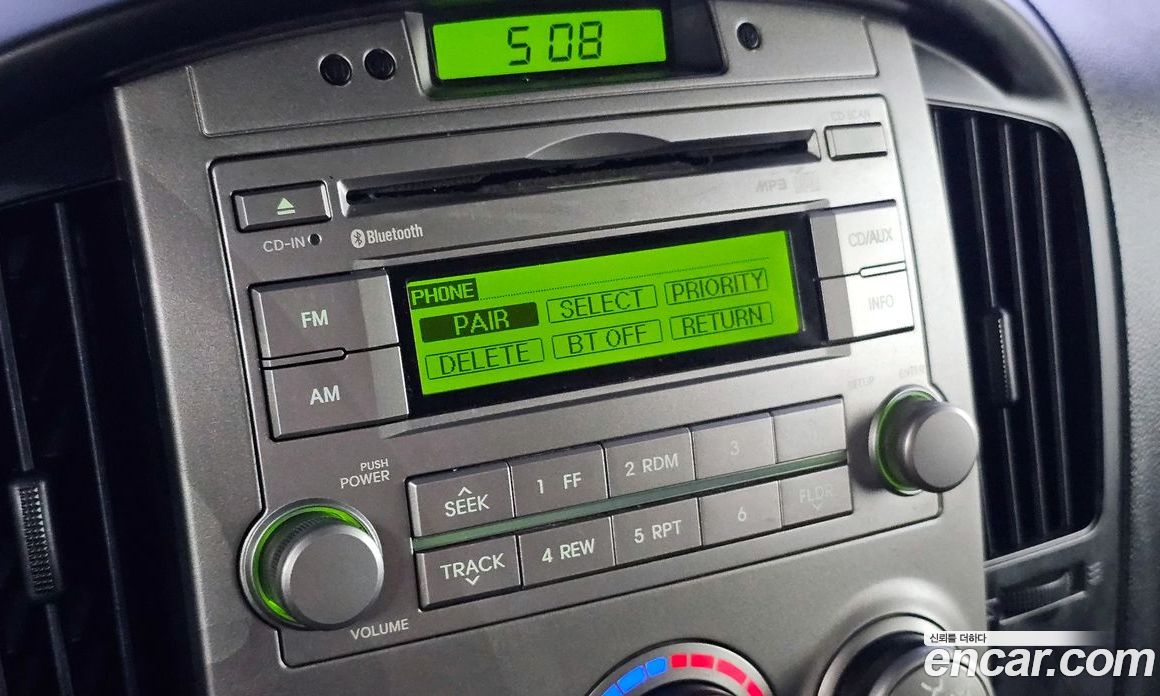 5 08
CD SCAN
MP3
CD-IN
Bluetooth
CD/AUX
INFO
FM
AM
PHONE
PAIR SELECT PRIORITY
DELETE BT OFF RETURN
SETUP ENTER
PUSH
POWER
VOLUME
SEEK 1 FF 2 RDM 3
TRACK 4 REW 5 RPT 6 FLDR
신뢰를 더하다
encar.com